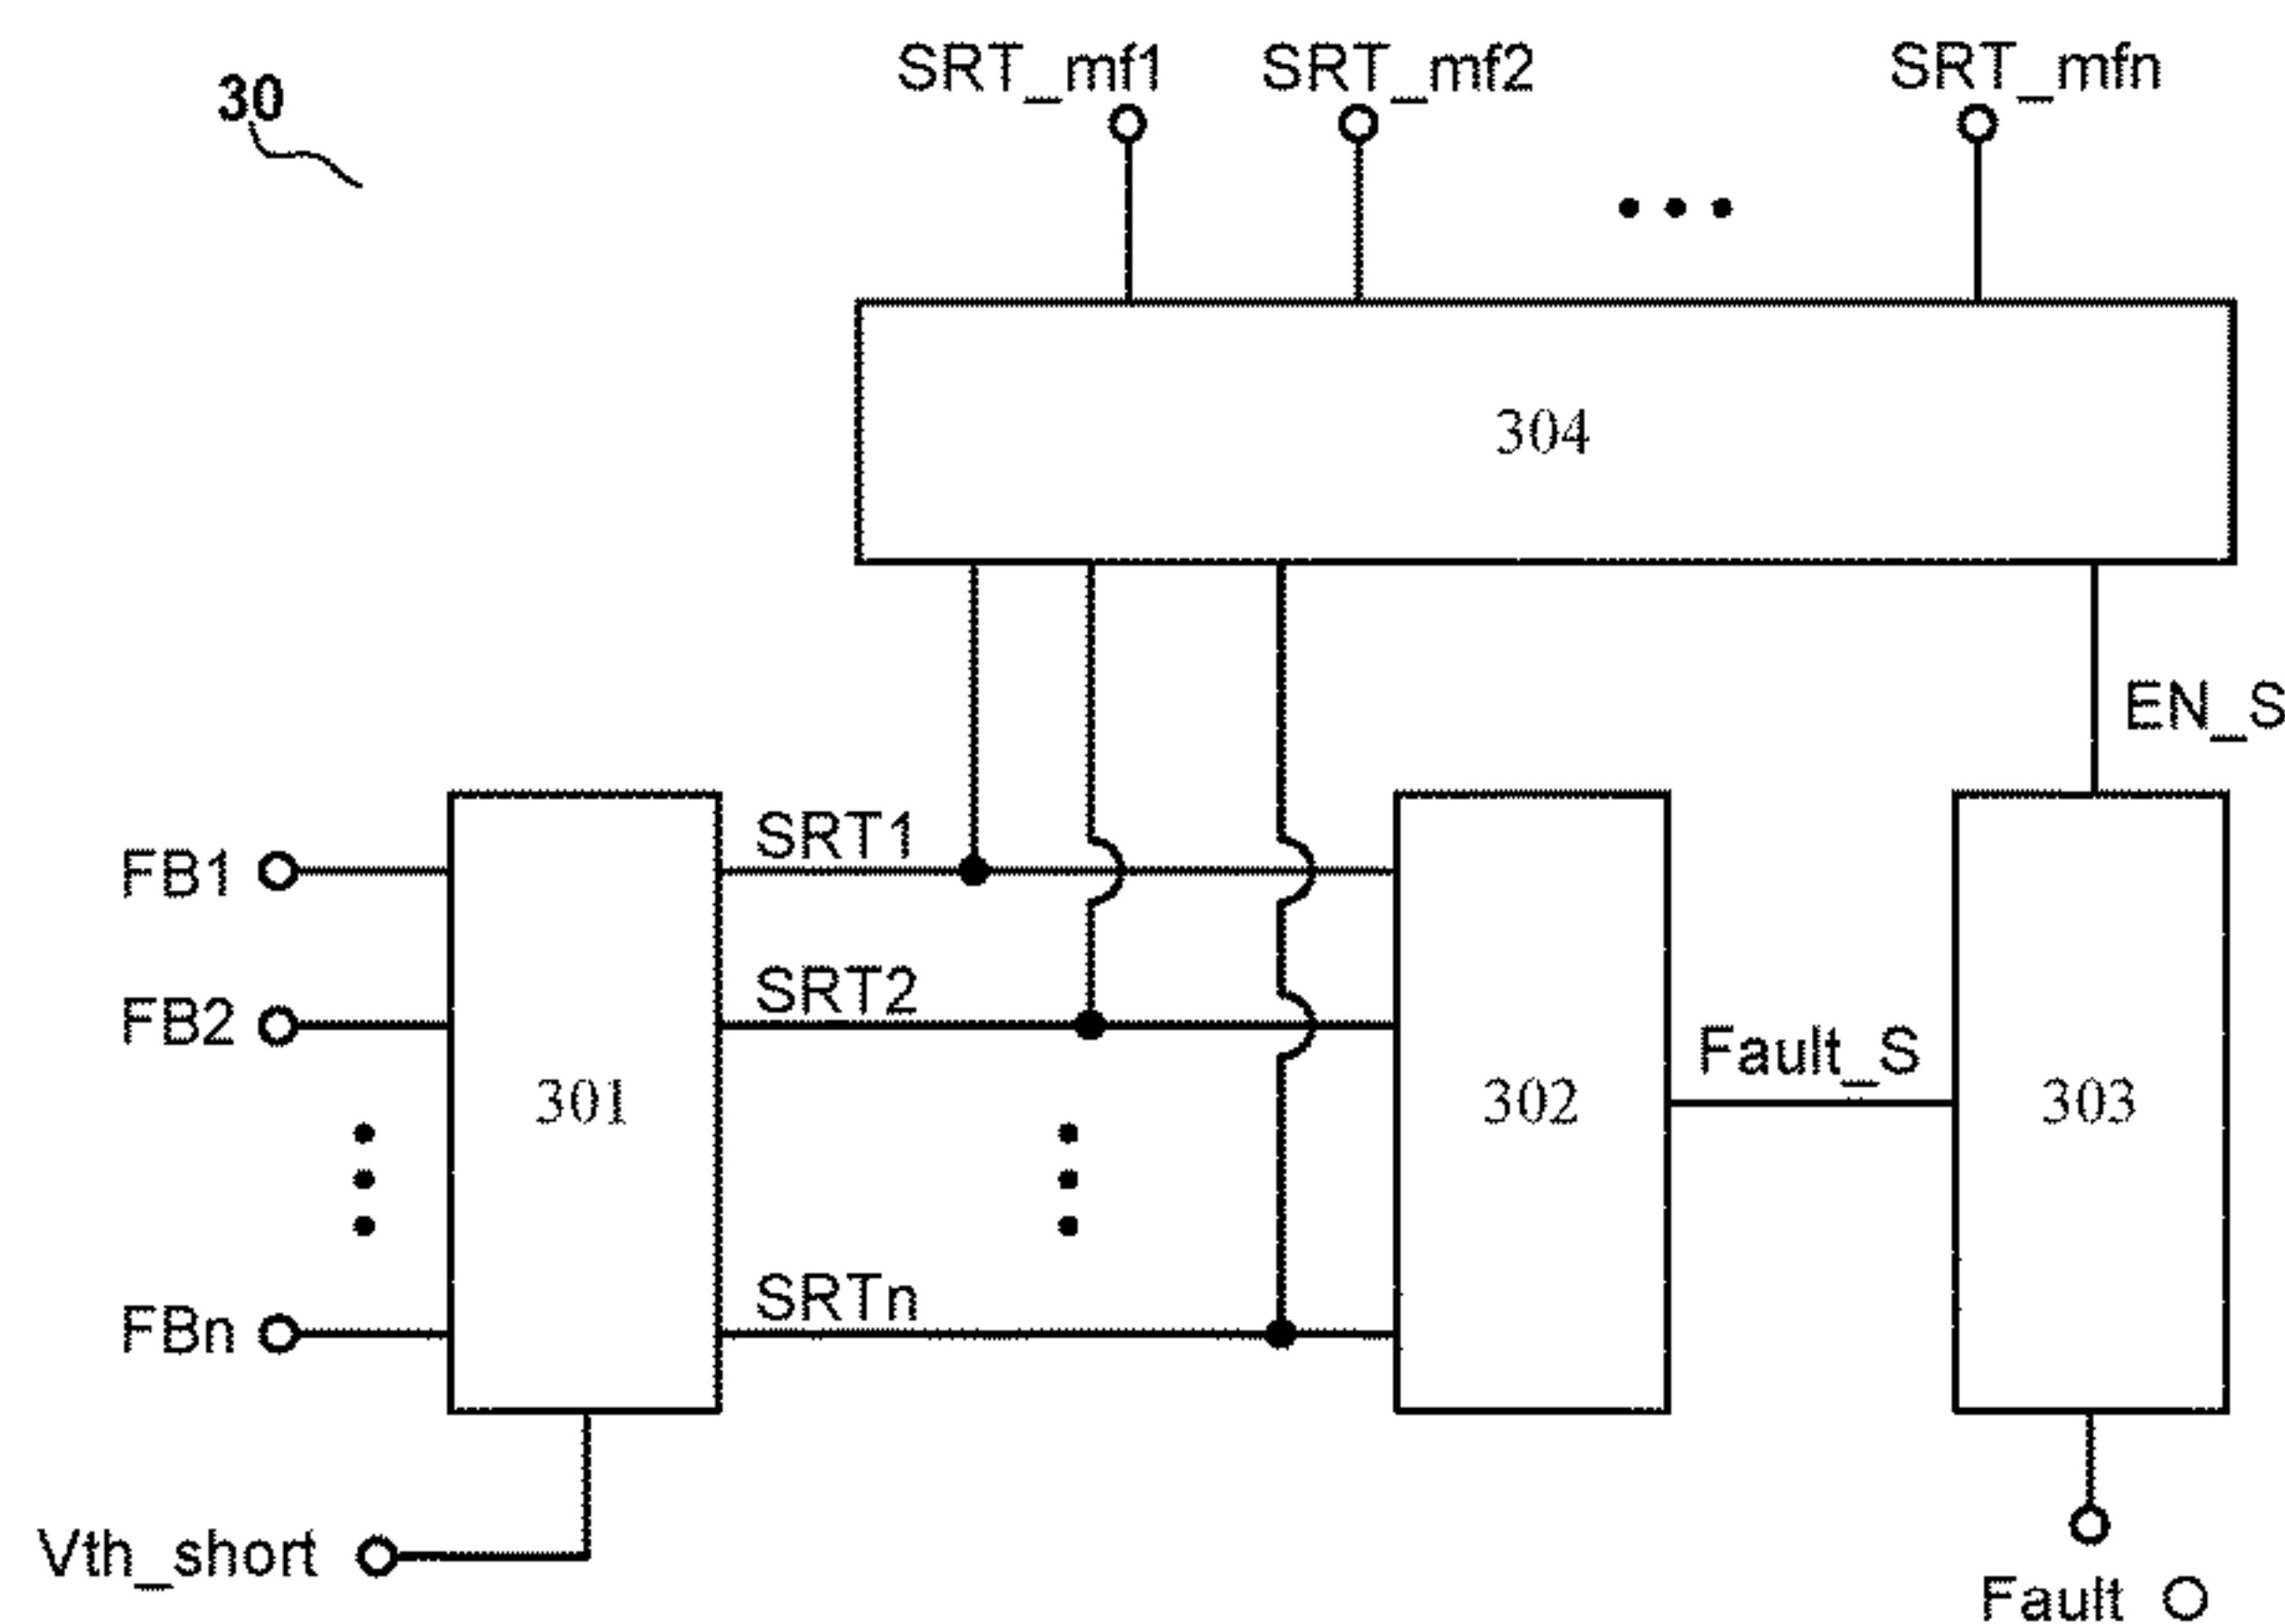 30
SRT_mf1 SRT_mf2 SRT_mfn
304
EN_S
SRT1
FB1
SRT2
FB2
Fault_S
301 302 303
SRTn
FBn
Vth_short
Fault